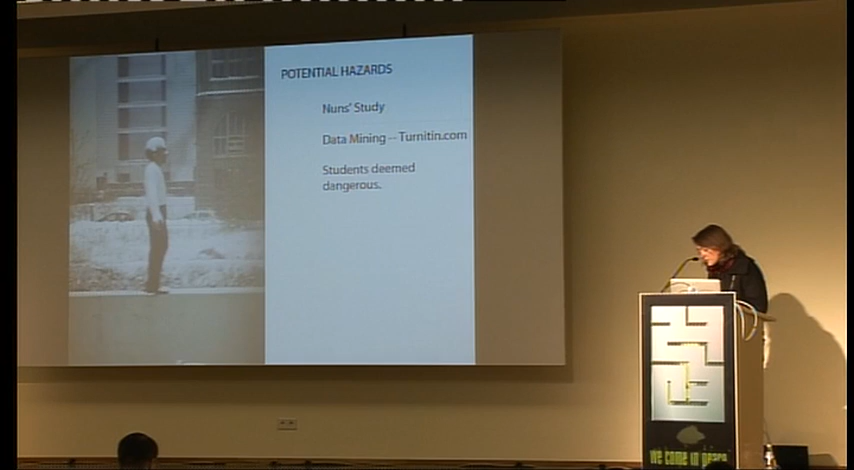 POTENTIAL HAZARDS
Nuns' Study
Data Mining -- Turnitin.com
Students deemed
dangerous.
We come in peace